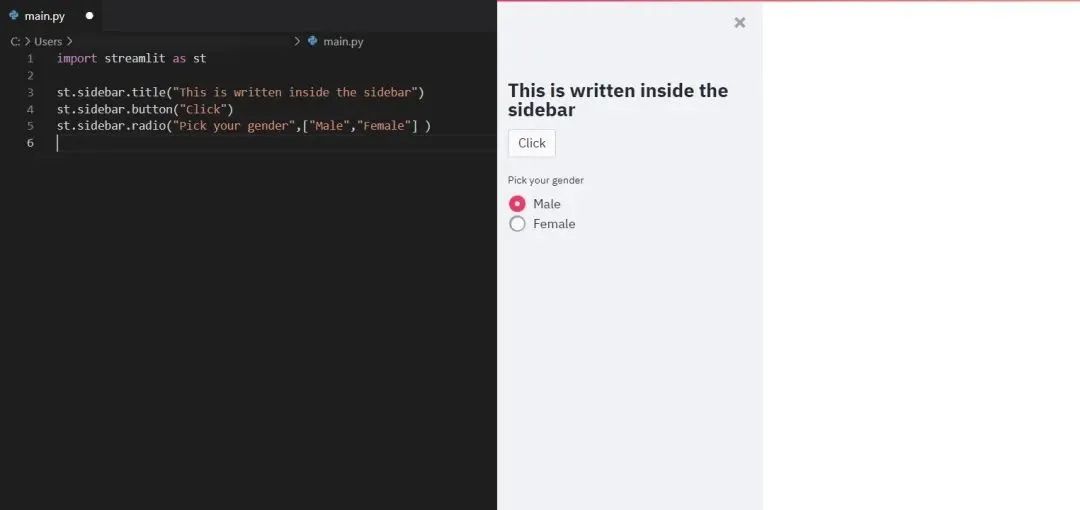 main.py
C: > Users > > main.py
1 import streamlit as st
2
3 st.sidebar.title("This is written inside the sidebar")
4 st.sidebar.button("Click")
5 st.sidebar.radio("Pick your gender",["Male","Female"] )
6
This is written inside the
sidebar
Click
Pick your gender
Male
Female